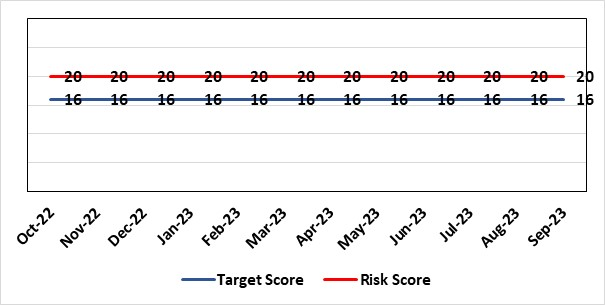 20 20 20 20 20 20 20 20 20 20 20 20
16 16 16 16 16 16 16 16 16 16 16 16
Oct-22 Nov-22 Dec-22 Jan-23 Feb-23 Mar-23 Apr-23 May-23 Jun-23 Jul-23 Aug-23 Sep-23
Target Score Risk Score